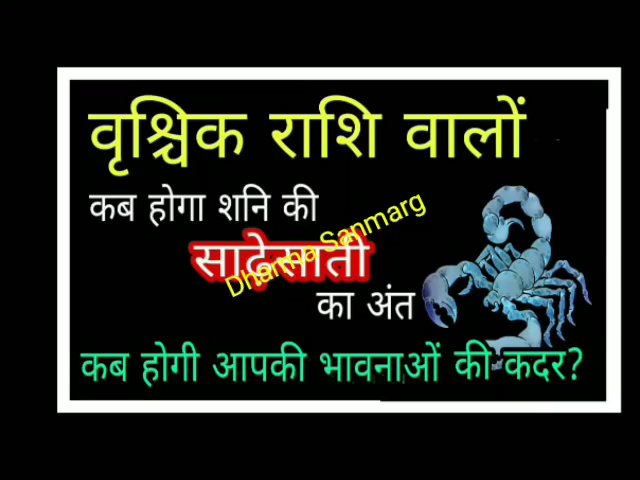 वृश्चिक राशि वालों
कब होगा शनि की
साढेसाती
Dharma Sanmarg
का अंत
कब होगी आपकी भावनाओं की कदर?